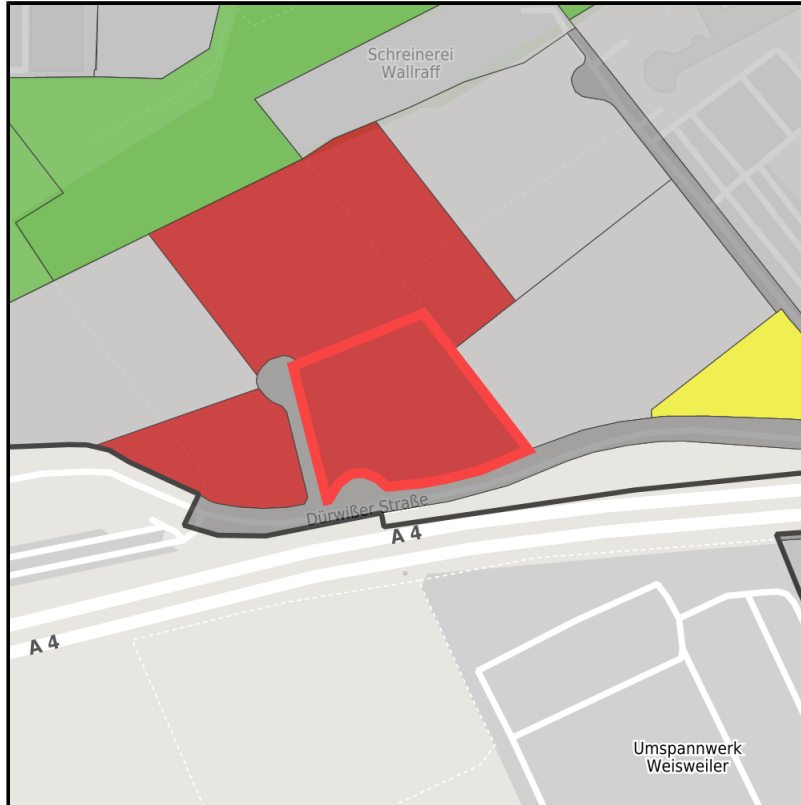 Schreinerei
Wallraff
Dürwißer Straße
A 4
A 4
Umspannwerk
Weisweiler